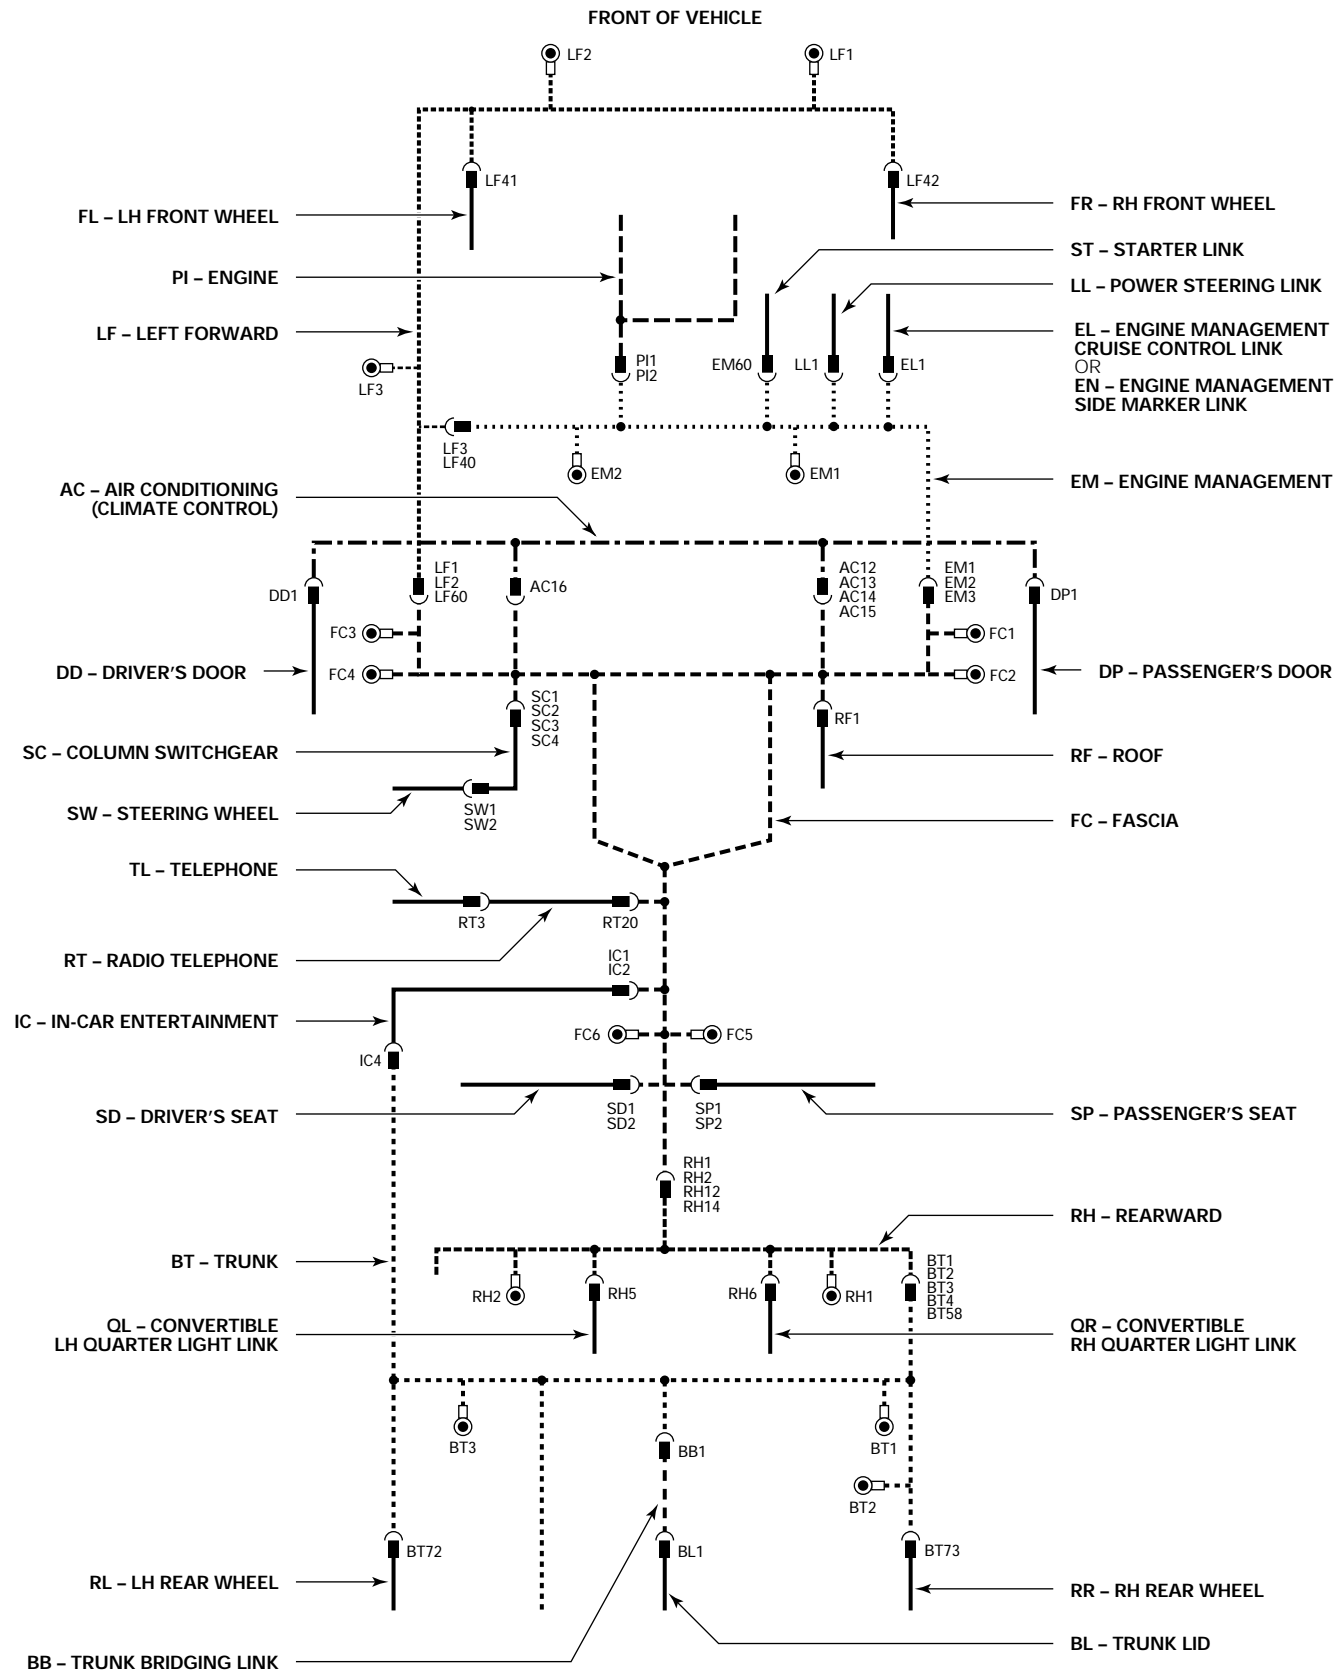 FRONT OF VEHICLE
LF2
LF1
LF41
LF42
FL – LH FRONT WHEEL
FR – RH FRONT WHEEL
ST – STARTER LINK
PI – ENGINE
LL – POWER STEERING LINK
LF – LEFT FORWARD
EL – ENGINE MANAGEMENT
CRUISE CONTROL LINK
OR
EN – ENGINE MANAGEMENT
SIDE MARKER LINK
PI1
PI2
EM60
LL1
EL1
LF3
LF3
LF40
EM2
EM1
EM – ENGINE MANAGEMENT
AC – AIR CONDITIONING
(CLIMATE CONTROL)
DD1
LF1
LF2
LF60
AC16
AC12
AC13
AC14
AC15
EM1
EM2
EM3
DP1
FC3
FC1
DD – DRIVER'S DOOR
FC4
FC2
DP – PASSENGER'S DOOR
SC1
SC2
SC3
SC4
RF1
SC – COLUMN SWITCHGEAR
RF – ROOF
SW – STEERING WHEEL
SW1
SW2
FC – FASCIA
TL – TELEPHONE
RT3
RT20
RT – RADIO TELEPHONE
IC1
IC2
IC – IN-CAR ENTERTAINMENT
FC6
FC5
IC4
SD – DRIVER'S SEAT
SD1
SD2
SP1
SP2
SP – PASSENGER'S SEAT
RH1
RH2
RH12
RH14
RH – REARWARD
BT – TRUNK
BT1
BT2
BT3
BT4
BT58
RH2
RH5
RH6
RH1
QL – CONVERTIBLE
LH QUARTER LIGHT LINK
QR – CONVERTIBLE
RH QUARTER LIGHT LINK
BT3
BB1
BT1
BT2
BT72
BL1
BT73
RL – LH REAR WHEEL
RR – RH REAR WHEEL
BL – TRUNK LID
BB – TRUNK BRIDGING LINK